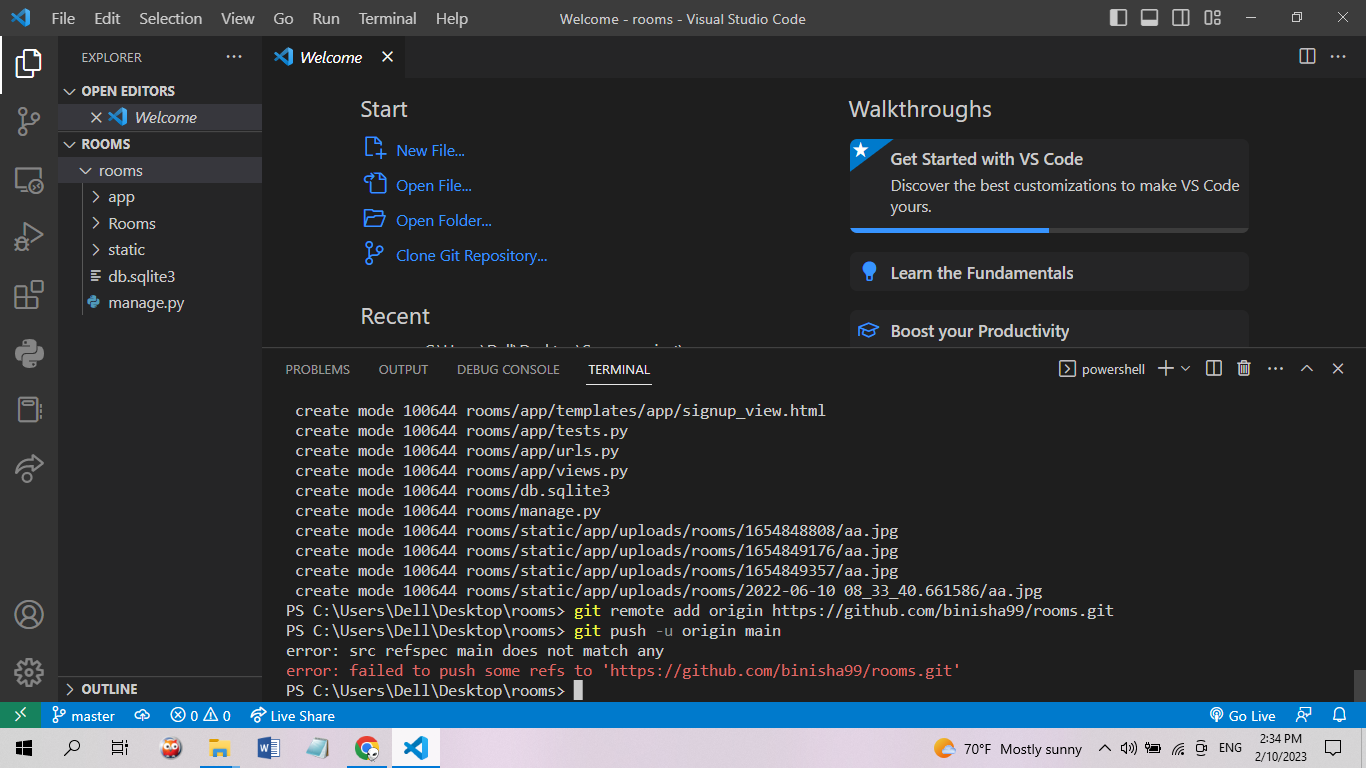 File Edit Selection View Go Run Terminal Help
Welcome - rooms - Visual Studio Code
EXPLORER
OPEN EDITORS
Welcome
ROOMS
rooms
app
Rooms
static
db.sqlite3
manage.py
OUTLINE
Welcome
Start
New File...
Open File...
Open Folder...
Clone Git Repository...
Recent
Walkthroughs
Get Started with VS Code
Discover the best customizations to make VS Code
yours.
Learn the Fundamentals
Boost your Productivity
PROBLEMS OUTPUT DEBUG CONSOLE TERMINAL
powershell
create mode 100644 rooms/app/templates/app/signup_view.html
create mode 100644 rooms/app/tests.py
create mode 100644 rooms/app/urls.py
create mode 100644 rooms/app/views.py
create mode 100644 rooms/db.sqlite3
create mode 100644 rooms/manage.py
create mode 100644 rooms/static/app/uploads/rooms/1654848808/aa.jpg
create mode 100644 rooms/static/app/uploads/rooms/1654849176/aa.jpg
create mode 100644 rooms/static/app/uploads/rooms/1654849357/aa.jpg
create mode 100644 rooms/static/app/uploads/rooms/2022-06-10 08_33_40.661586/aa.jpg
PS C:\Users\Dell\Desktop\rooms> git remote add origin https://github.com/binisha99/rooms.git
PS C:\Users\Dell\Desktop\rooms> git push -u origin main
error: src refspec main does not match any
error: failed to push some refs to 'https://github.com/binisha99/rooms.git'
PS C:\Users\Dell\Desktop\rooms>
master 0 0 Live Share Go Live
70°F Mostly sunny ENG
2:34 PM
2/10/2023